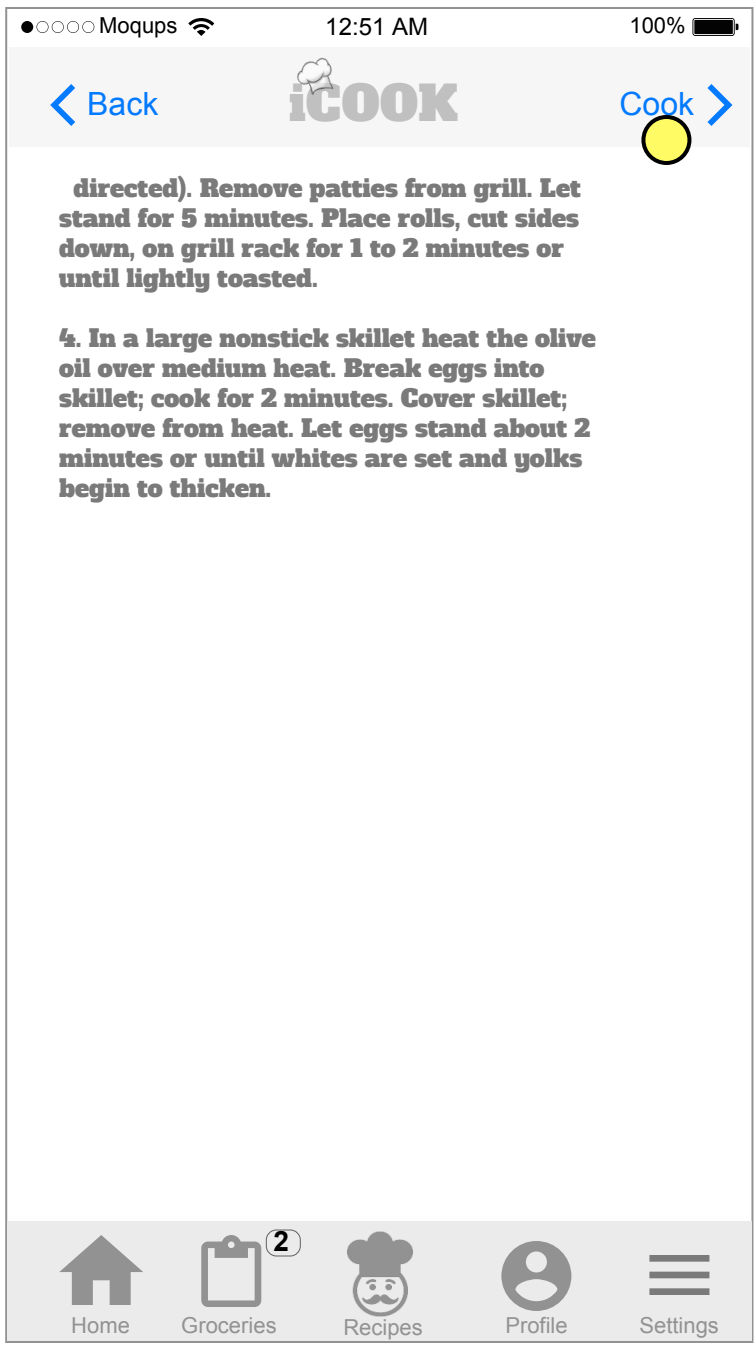 Moqups 12:51 AM 100%
Back iCOOK Cook
directed). Remove patties from grill. Let
stand for 5 minutes. Place rolls, cut sides
down, on grill rack for 1 to 2 minutes or
until lightly toasted.
4. In a large nonstick skillet heat the olive
oil over medium heat. Break eggs into
skillet; cook for 2 minutes. Cover skillet;
remove from heat. Let eggs stand about 2
minutes or until whites are set and yolks
begin to thicken.
2
Home Groceries Recipes Profile Settings